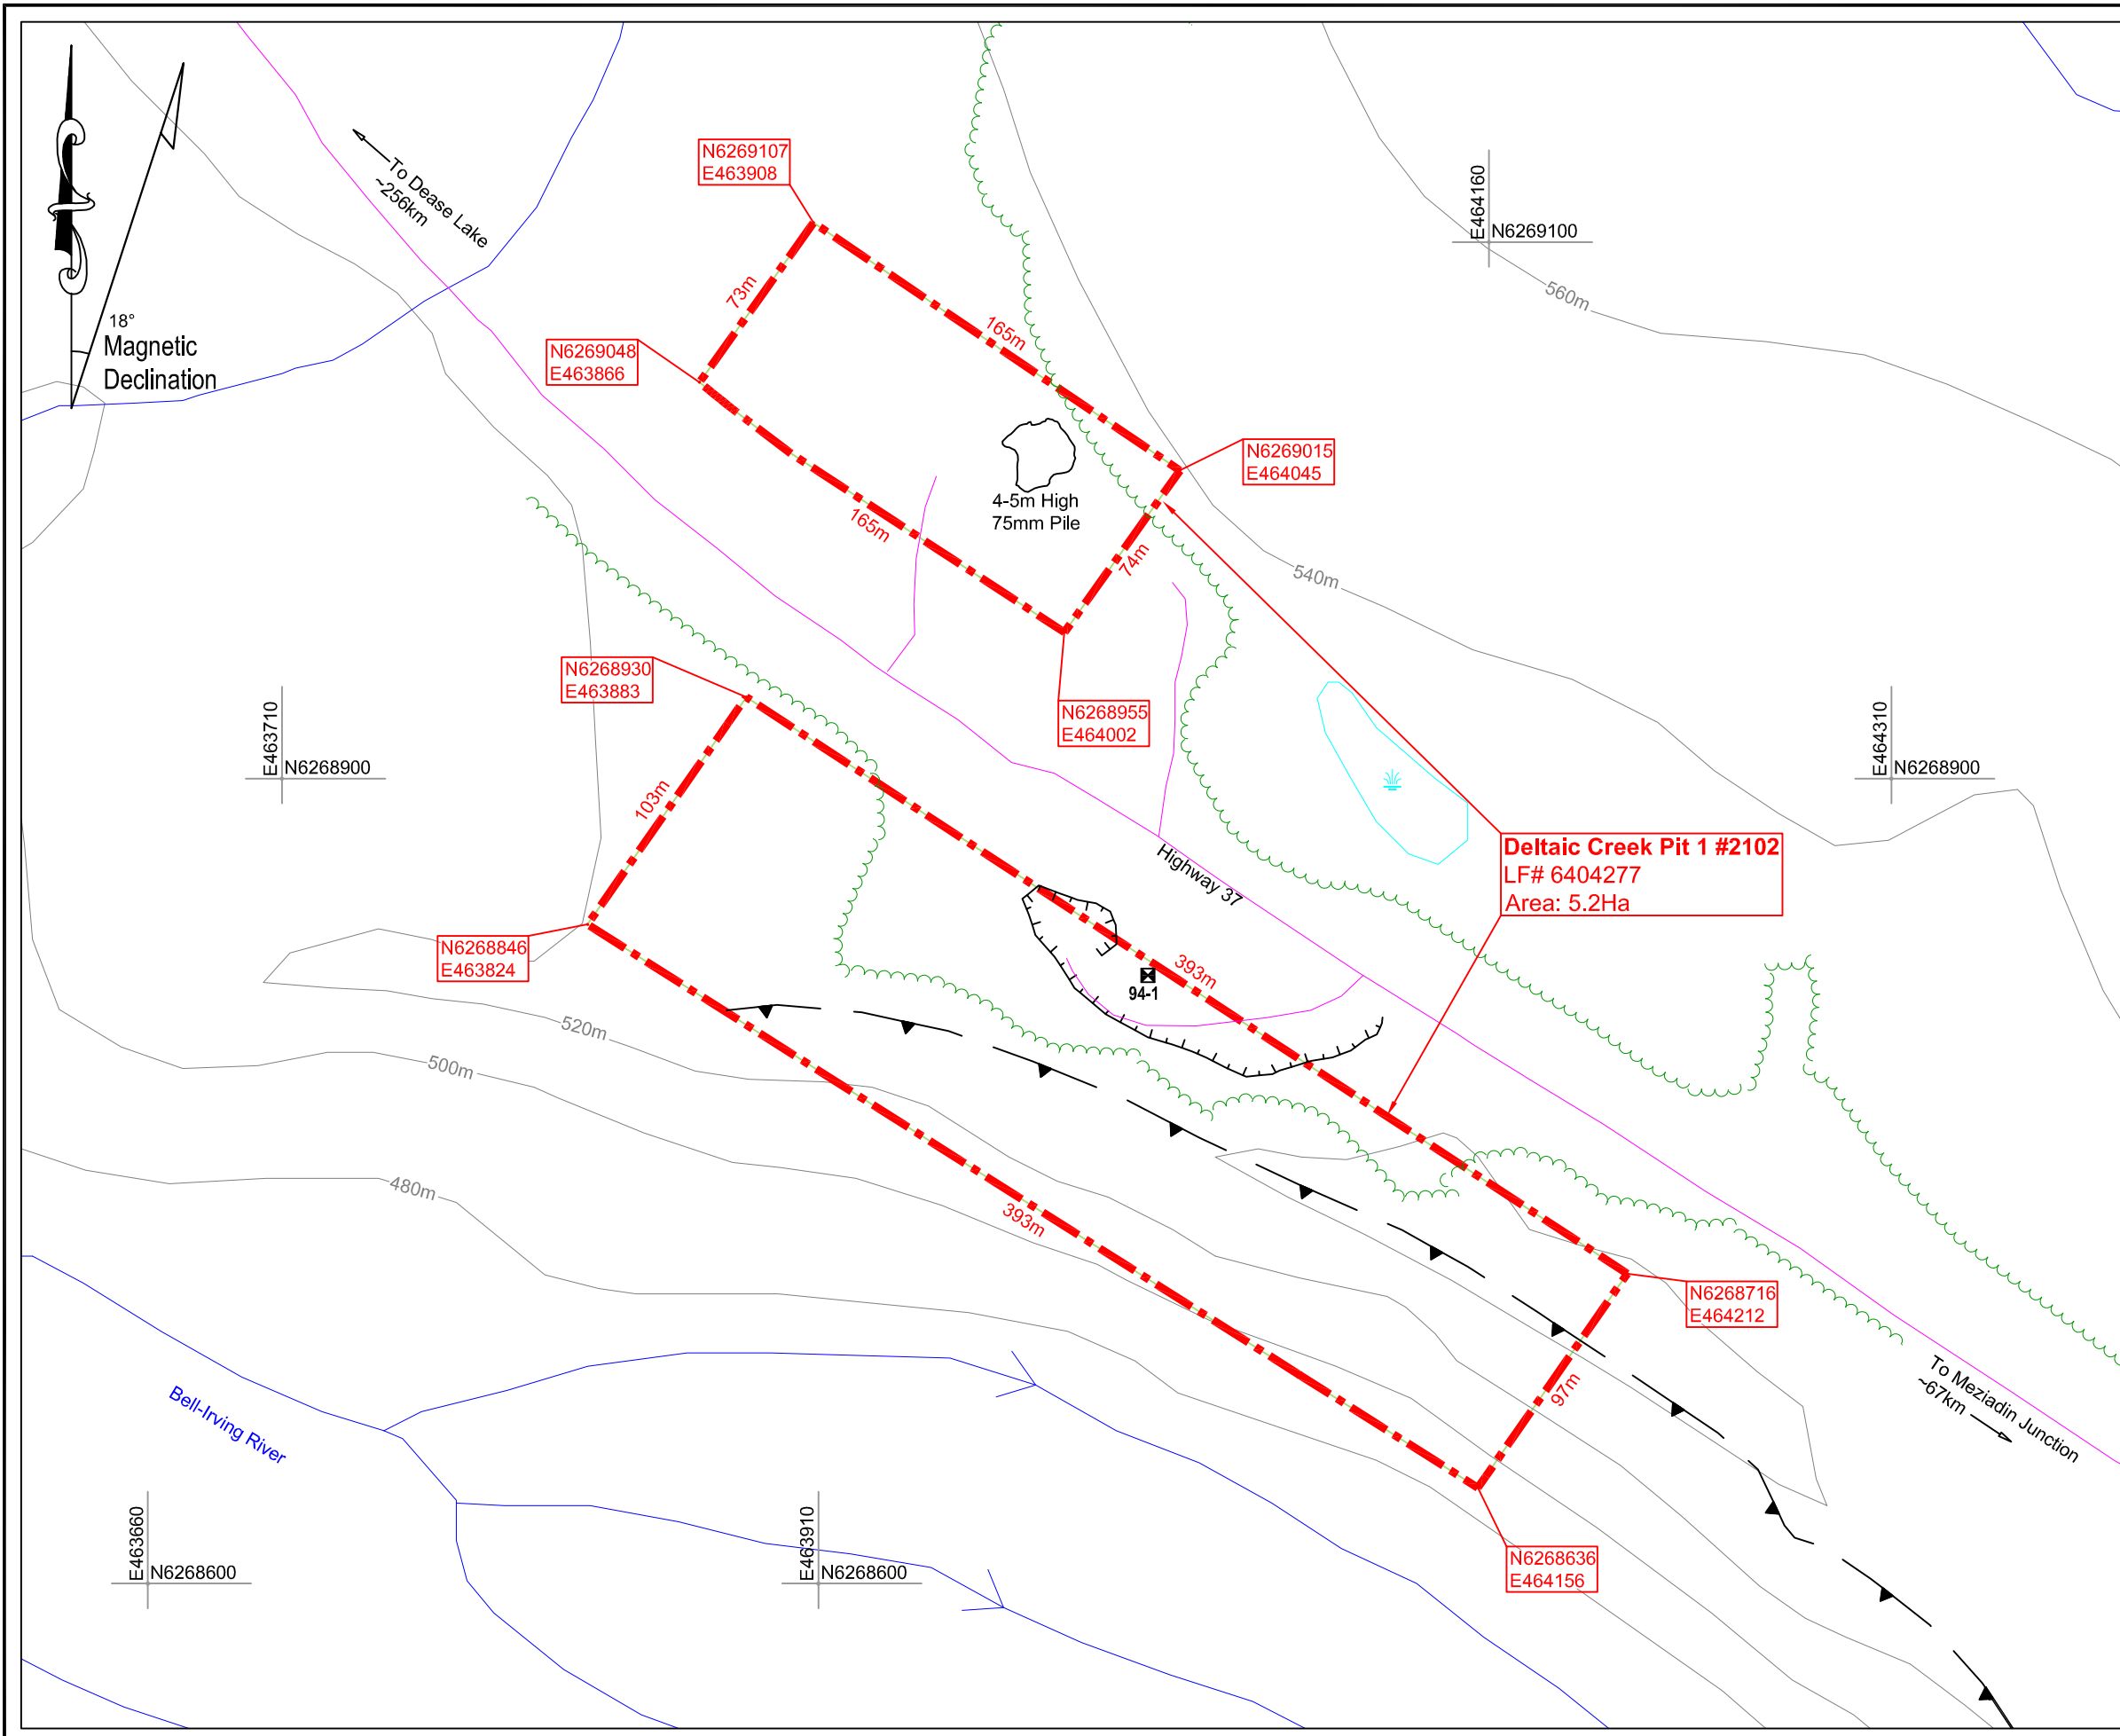 N6269107
E463908
To Dease Lake
~256km
E464160
N6269100
73m
560m
18°
Magnetic
Declination
165m
N6269048
E463866
N6269015
E464045
4-5m High
75mm Pile
165m
74m
540m
N6268930
E463883
N6268955
E464002
E463710
N6268900
E464310
N6268900
103m
Highway 37
Deltaic Creek Pit 1 #2102
LF# 6404277
Area: 5.2Ha
N6268846
E463824
393m
94-1
520m
500m
480m
393m
N6268716
E464212
To Meziadin Junction
~67km
97m
Bell-Irving River
E463660
N6268600
E463910
N6268600
N6268636
E464156